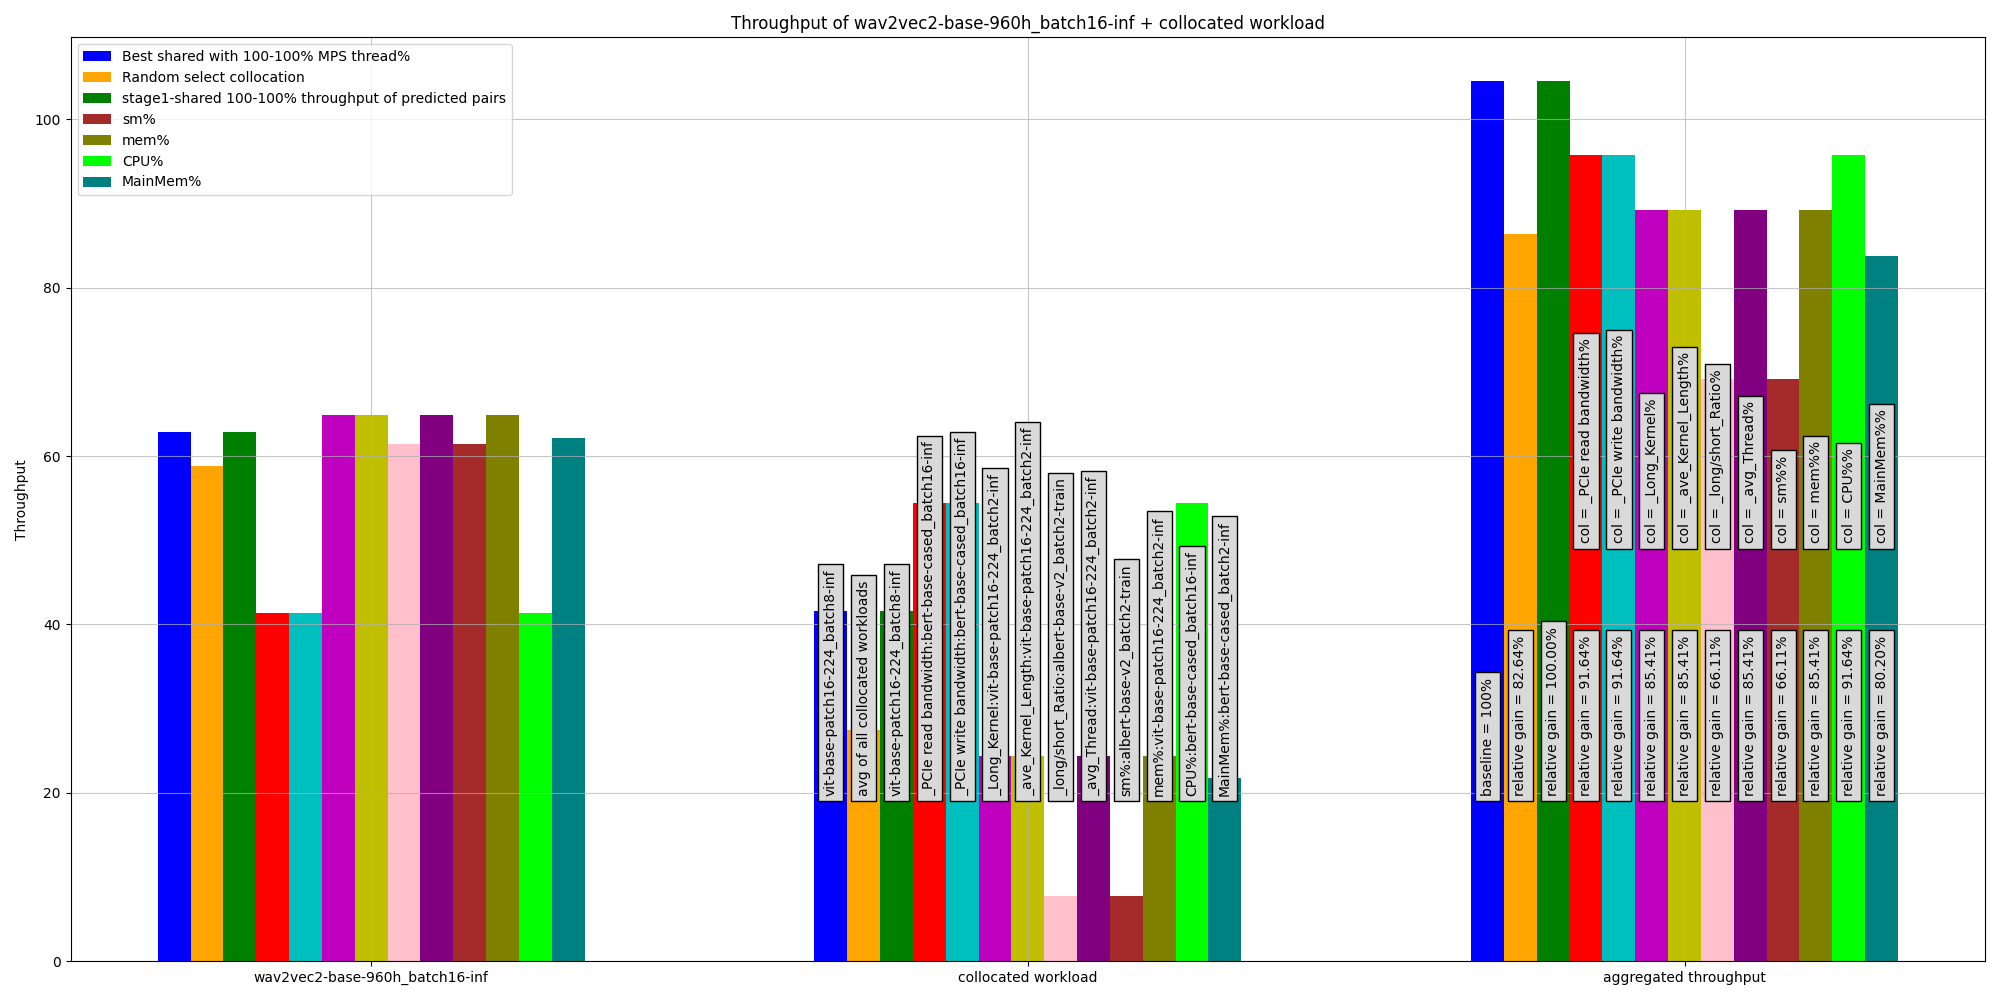 Throughput of wav2vec2-base-960h_batch16-inf + collocated workload
Best shared with 100-100% MPS thread%
Random select collocation
stage1-shared 100-100% throughput of predicted pairs
sm%
mem%
CPU%
MainMem%
Throughput
100
80
60
40
20
0
vit-base-patch16-224_batch8-inf
avg of all collocated workloads
vit-base-patch16-224_batch8-inf
_PCIe read bandwidth:bert-base-cased_batch16-inf
_PCIe write bandwidth:bert-base-cased_batch16-inf
_Long_Kernel:vit-base-patch16-224_batch2-inf
_ave_Kernel_Length:vit-base-patch16-224_batch2-inf
_long/short_Ratio:albert-base-v2_batch2-train
_avg_Thread:vit-base-patch16-224_batch2-inf
sm%:albert-base-v2_batch2-train
mem%:vit-base-patch16-224_batch2-inf
CPU%:bert-base-cased_batch16-inf
MainMem%:bert-base-cased_batch2-inf
col = _PCIe read bandwidth%
col = _PCIe write bandwidth%
col = _Long_Kernel%
col = _ave_Kernel_Length%
col = _long/short_Ratio%
col = _avg_Thread%
col = sm%%
col = mem%%
col = CPU%%
col = MainMem%%
baseline = 100%
relative gain = 82.64%
relative gain = 100.00%
relative gain = 91.64%
relative gain = 91.64%
relative gain = 85.41%
relative gain = 85.41%
relative gain = 66.11%
relative gain = 85.41%
relative gain = 66.11%
relative gain = 85.41%
relative gain = 91.64%
relative gain = 80.20%
wav2vec2-base-960h_batch16-inf
collocated workload
aggregated throughput